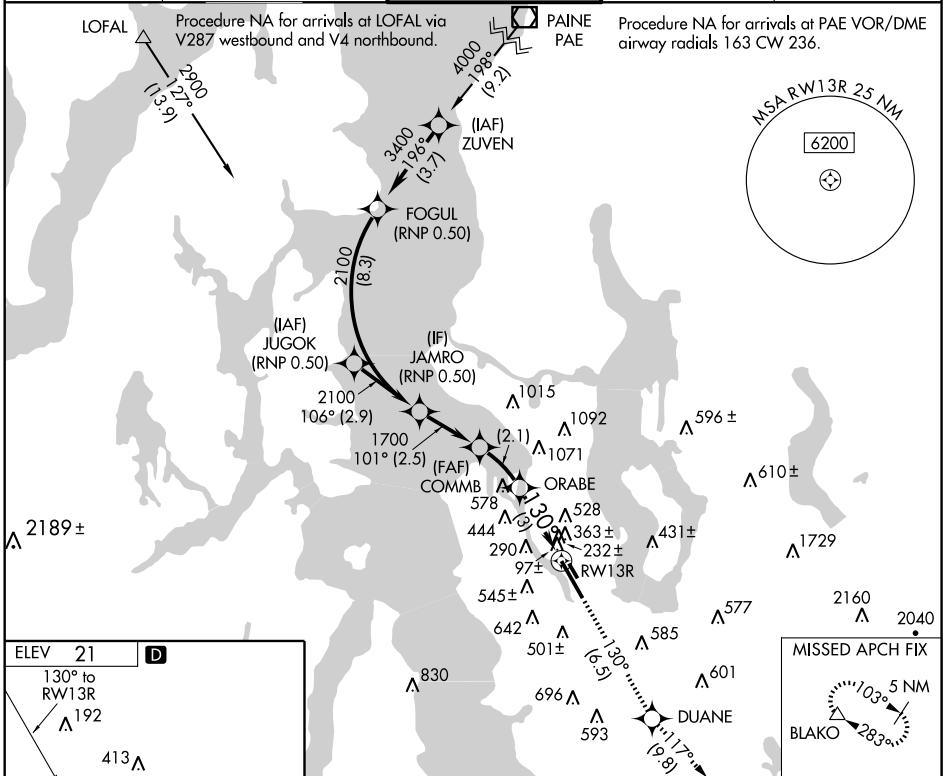 LOFAL
Procedure NA for arrivals at LOFAL via
V287 westbound and V4 northbound.
PAINE
PAE
Procedure NA for arrivals at PAE VOR/DME
airway radials 163 CW 236.
2900
127°
(13.9)
4000
198°
(9.2)
MSA RW13R 25 NM
6200
(IAF)
ZUVEN
3400
196°
(3.7)
FOGUL
(RNP 0.50)
2100
(8.3)
(IAF)
JUGOK
(RNP 0.50)
(IF)
JAMRO
(RNP 0.50)
2100
106° (2.9)
1015
1092
596 ±
1700
101° (2.5)
(2.1)
1071
(FAF)
COMMB
ORABE
610 ±
578
130°
(3)
528
444
363 ±
431 ±
2189 ±
290
232 ±
1729
97 ±
RW13R
545 ±
577
2160
642
2040
501 ±
585
130°
(6.5)
ELEV 21
D
130° to
RW13R
192
413
830
601
696
593
DUANE
117°
(9.8)
MISSED APCH FIX
5 NM
103°
BLAKO
283°